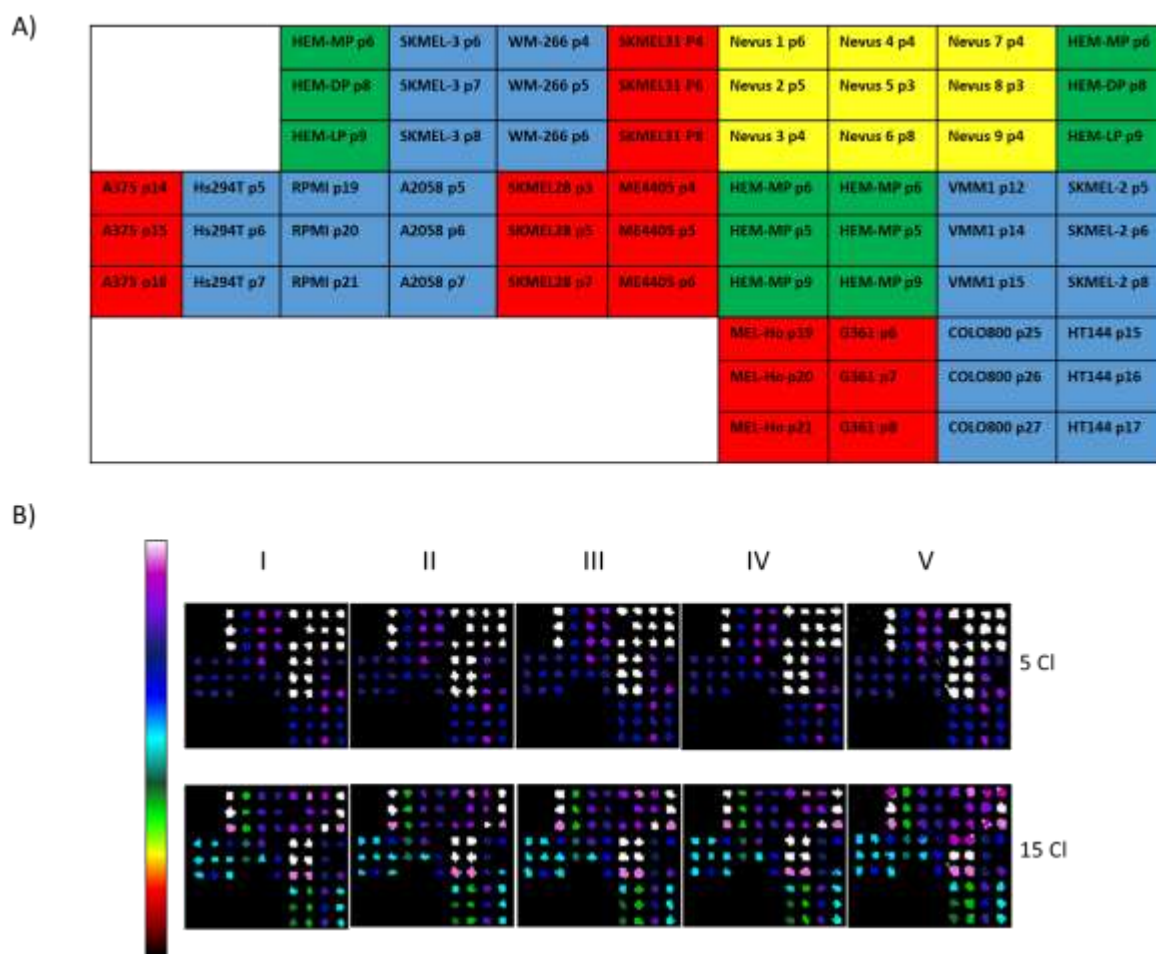 A)
HEM-MP p6 SKMEL-3 p6 WM-266 p4 SKMEL31 P4 Nevus 1 p6 Nevus 4 p4 Nevus 7 p4 HEM-MP p6
HEM-DP p8 SKMEL-3 p7 WM-266 p5 SKMEL31 P6 Nevus 2 p5 Nevus 5 p3 Nevus 8 p3 HEM-DP p8
HEM-LP p9 SKMEL-3 p8 WM-266 p6 SKMEL31 P8 Nevus 3 p4 Nevus 6 p8 Nevus 9 p4 HEM-LP p9
A375 p14 Hs294T p5 RPMI p19 A2058 p5 SKMEL28 p3 ME4405 p4 HEM-MP p6 HEM-MP p6 VMM1 p12 SKMEL-2 p5
A375 p15 Hs294T p6 RPMI p20 A2058 p6 SKMEL28 p5 ME4405 p5 HEM-MP p5 HEM-MP p5 VMM1 p14 SKMEL-2 p6
A375 p16 Hs294T p7 RPMI p21 A2058 p7 SKMEL28 p7 ME4405 p6 HEM-MP p9 HEM-MP p9 VMM1 p15 SKMEL-2 p8
MEL-Ho p19 G361 p6 COLO800 p25 HT144 p15
MEL-Ho p20 G361 p7 COLO800 p26 HT144 p16
MEL-Ho p21 G361 p8 COLO800 p27 HT144 p17
B)
I II III IV V
5 Cl
15 Cl